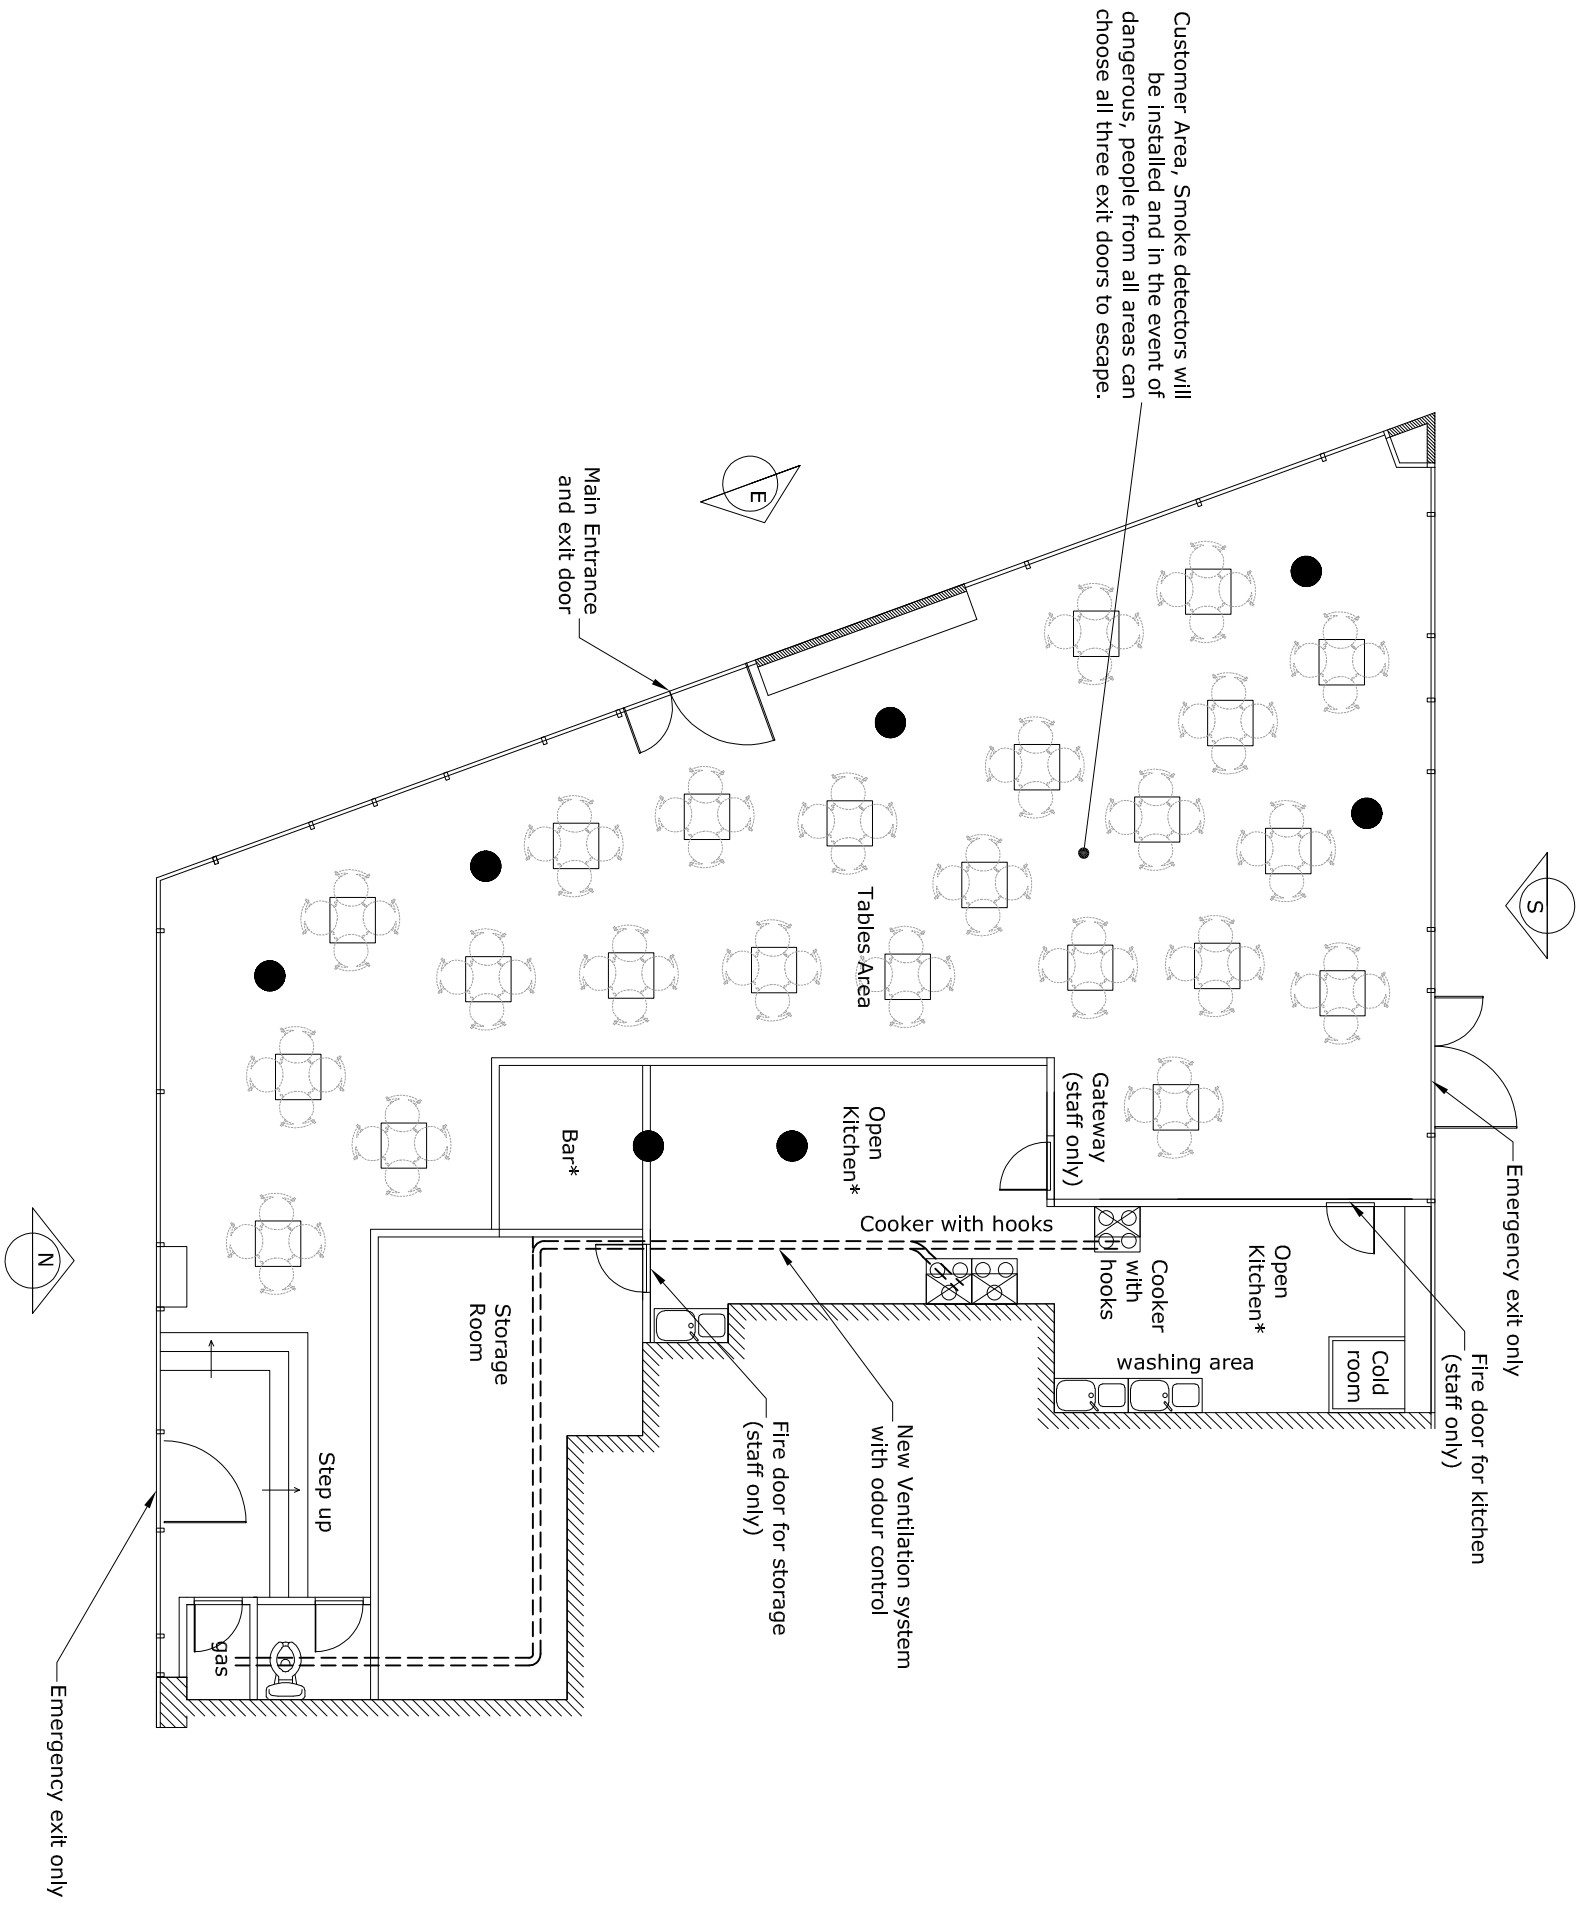 Customer Area, Smoke detectors will
be installed and in the event of
dangerous, people from all areas can
choose all three exit doors to escape.
Main Entrance
and exit door
E
S
N
Tables Area
Gateway
(staff only)
Open
Kitchen*
Bar*
Cooker with hooks
Cooker
with
hooks
Open
Kitchen*
washing area
Cold
room
Emergency exit only
Fire door for kitchen
(staff only)
New Ventilation system
with odour control
Fire door for storage
(staff only)
Storage
Room
Step up
gas
Emergency exit only